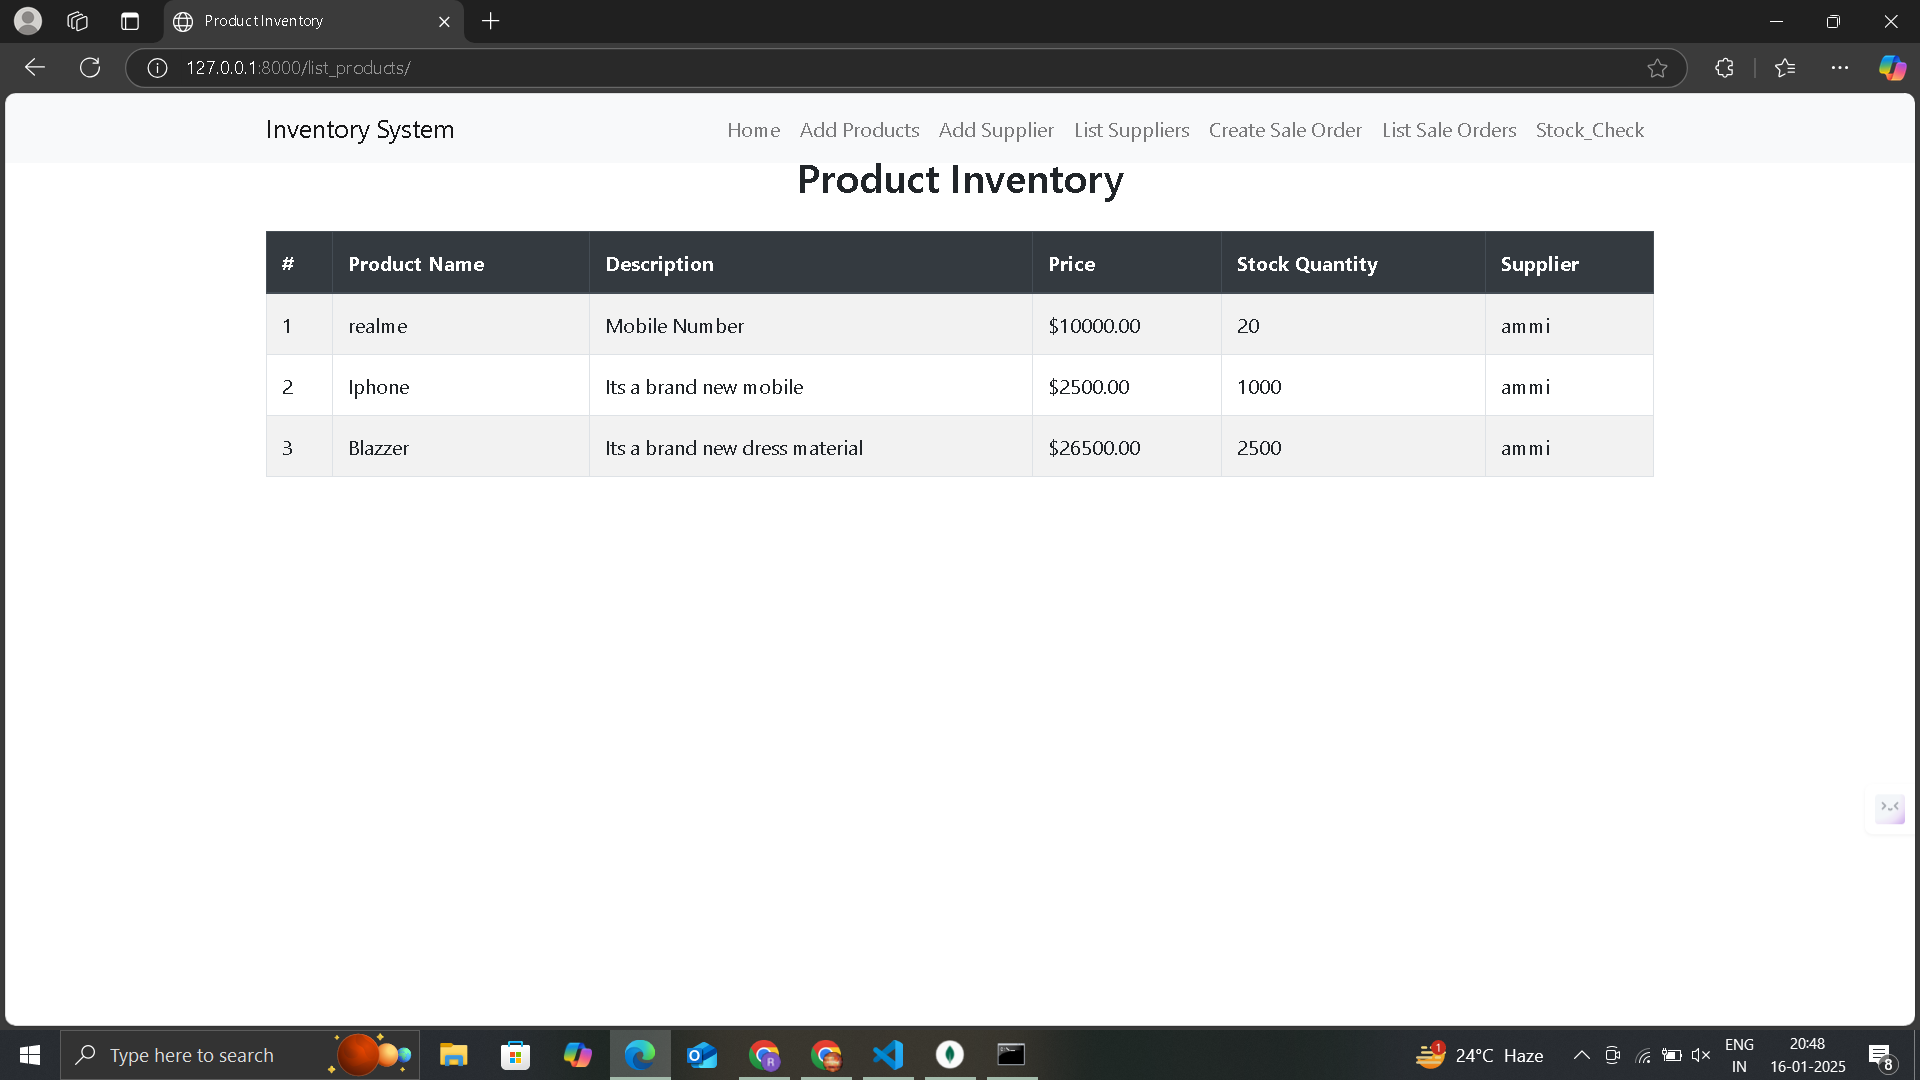 Product Inventory
127.0.0.1:8000/list_products/
Inventory System
Home Add Products Add Supplier List Suppliers Create Sale Order List Sale Orders Stock_Check
Product Inventory
# Product Name Description Price Stock Quantity Supplier
1 realme Mobile Number $10000.00 20 ammi
2 Iphone Its a brand new mobile $2500.00 1000 ammi
3 Blazzer Its a brand new dress material $26500.00 2500 ammi
Type here to search
R
1
24°C Haze
ENG
IN
20:48
16-01-2025
8